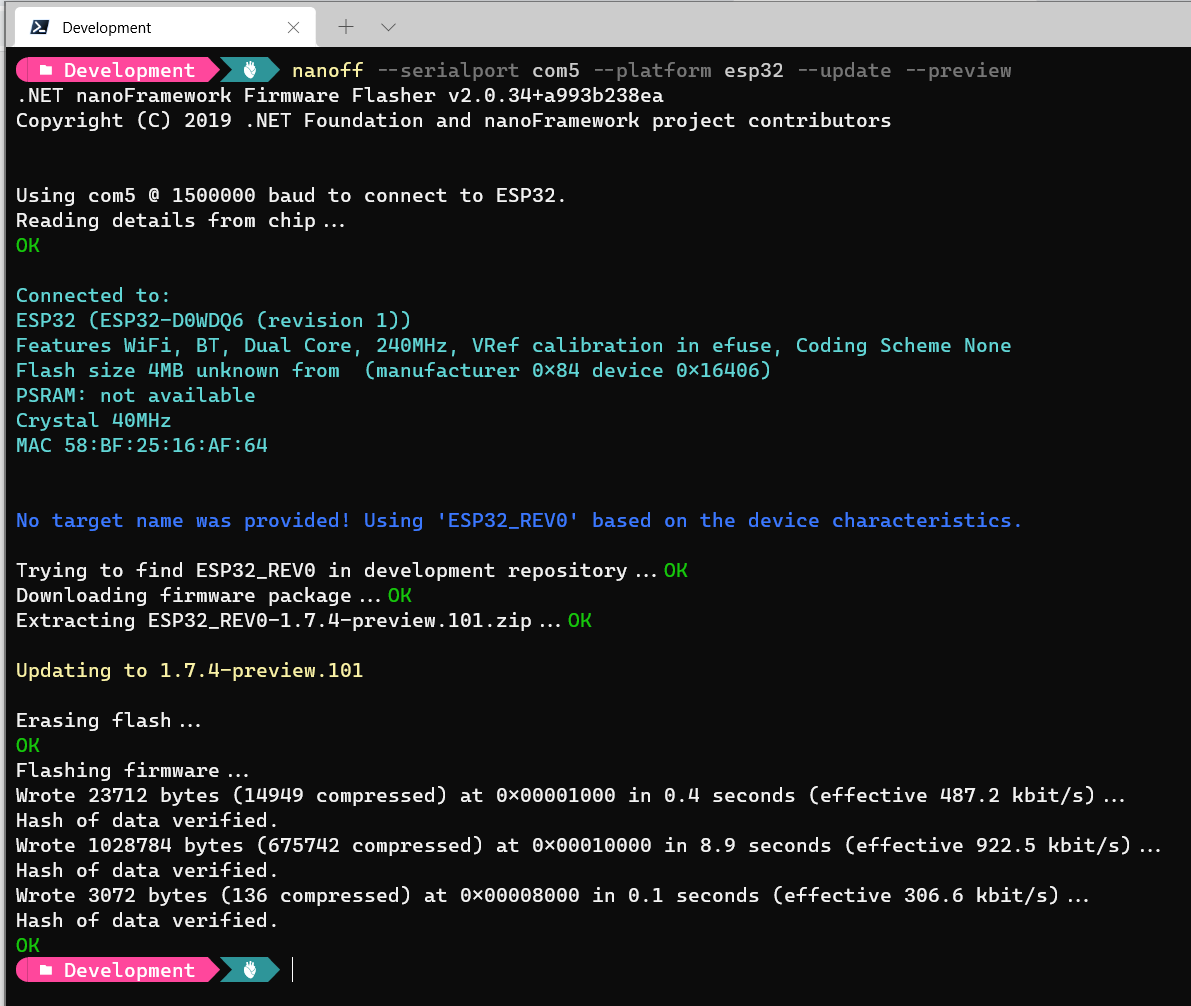 Development
Development nanoff --serialport com5 --platform esp32 --update --preview
.NET nanoFramework Firmware Flasher v2.0.34+a993b238ea
Copyright (C) 2019 .NET Foundation and nanoFramework project contributors
Using com5 @ 1500000 baud to connect to ESP32.
Reading details from chip...
OK
Connected to:
ESP32 (ESP32-D0WDQ6 (revision 1))
Features WiFi, BT, Dual Core, 240MHz, VRef calibration in efuse, Coding Scheme None
Flash size 4MB unknown from  (manufacturer 0x84 device 0x16406)
PSRAM: not available
Crystal 40MHz
MAC 58:BF:25:16:AF:64
No target name was provided! Using 'ESP32_REV0' based on the device characteristics.
Trying to find ESP32_REV0 in development repository...OK
Downloading firmware package...OK
Extracting ESP32_REV0-1.7.4-preview.101.zip...OK
Updating to 1.7.4-preview.101
Erasing flash...
OK
Flashing firmware...
Wrote 23712 bytes (14949 compressed) at 0x00001000 in 0.4 seconds (effective 487.2 kbit/s)...
Hash of data verified.
Wrote 1028784 bytes (675742 compressed) at 0x00010000 in 8.9 seconds (effective 922.5 kbit/s)...
Hash of data verified.
Wrote 3072 bytes (136 compressed) at 0x00008000 in 0.1 seconds (effective 306.6 kbit/s)...
Hash of data verified.
OK
Development